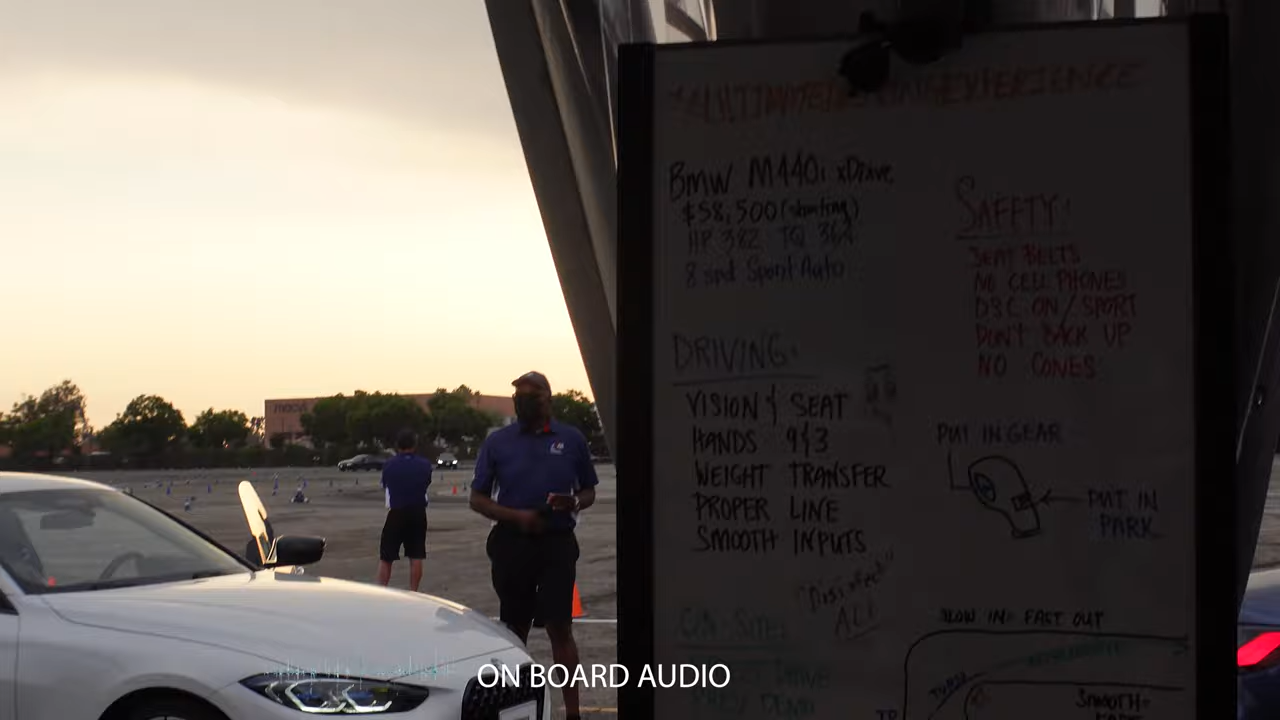 BMW M440i xDrive
$58,500 (starting)
HP 382 TQ 364
8 spd Sport Auto
SAFETY:
SEAT BELTS
NO CELL PHONES
DSC ON / SPORT
DON'T BACK UP
NO CONES
DRIVING:
VISION & SEAT
HANDS 9&3
WEIGHT TRANSFER
PROPER LINE
SMOOTH INPUTS
PUT IN GEAR
PUT IN
PARK
ALL
SLOW IN FAST OUT
SMOOTH
macy's
ON BOARD AUDIO